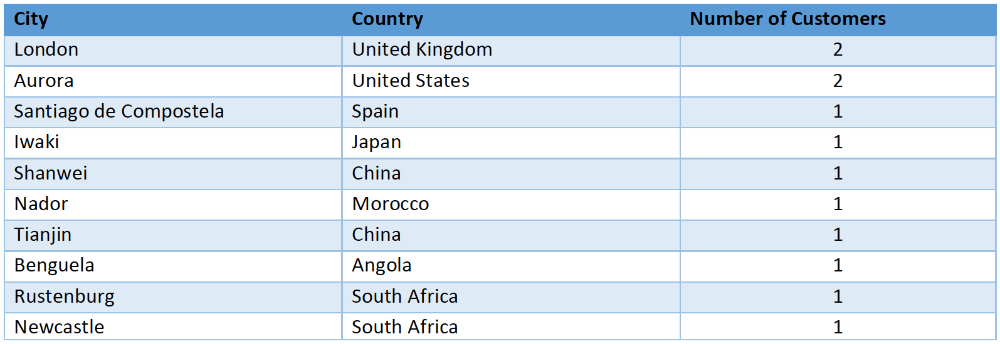 City Country Number of Customers
London United Kingdom 2
Aurora United States 2
Santiago de Compostela Spain 1
Iwaki Japan 1
Shanwei China 1
Nador Morocco 1
Tianjin China 1
Benguela Angola 1
Rustenburg South Africa 1
Newcastle South Africa 1